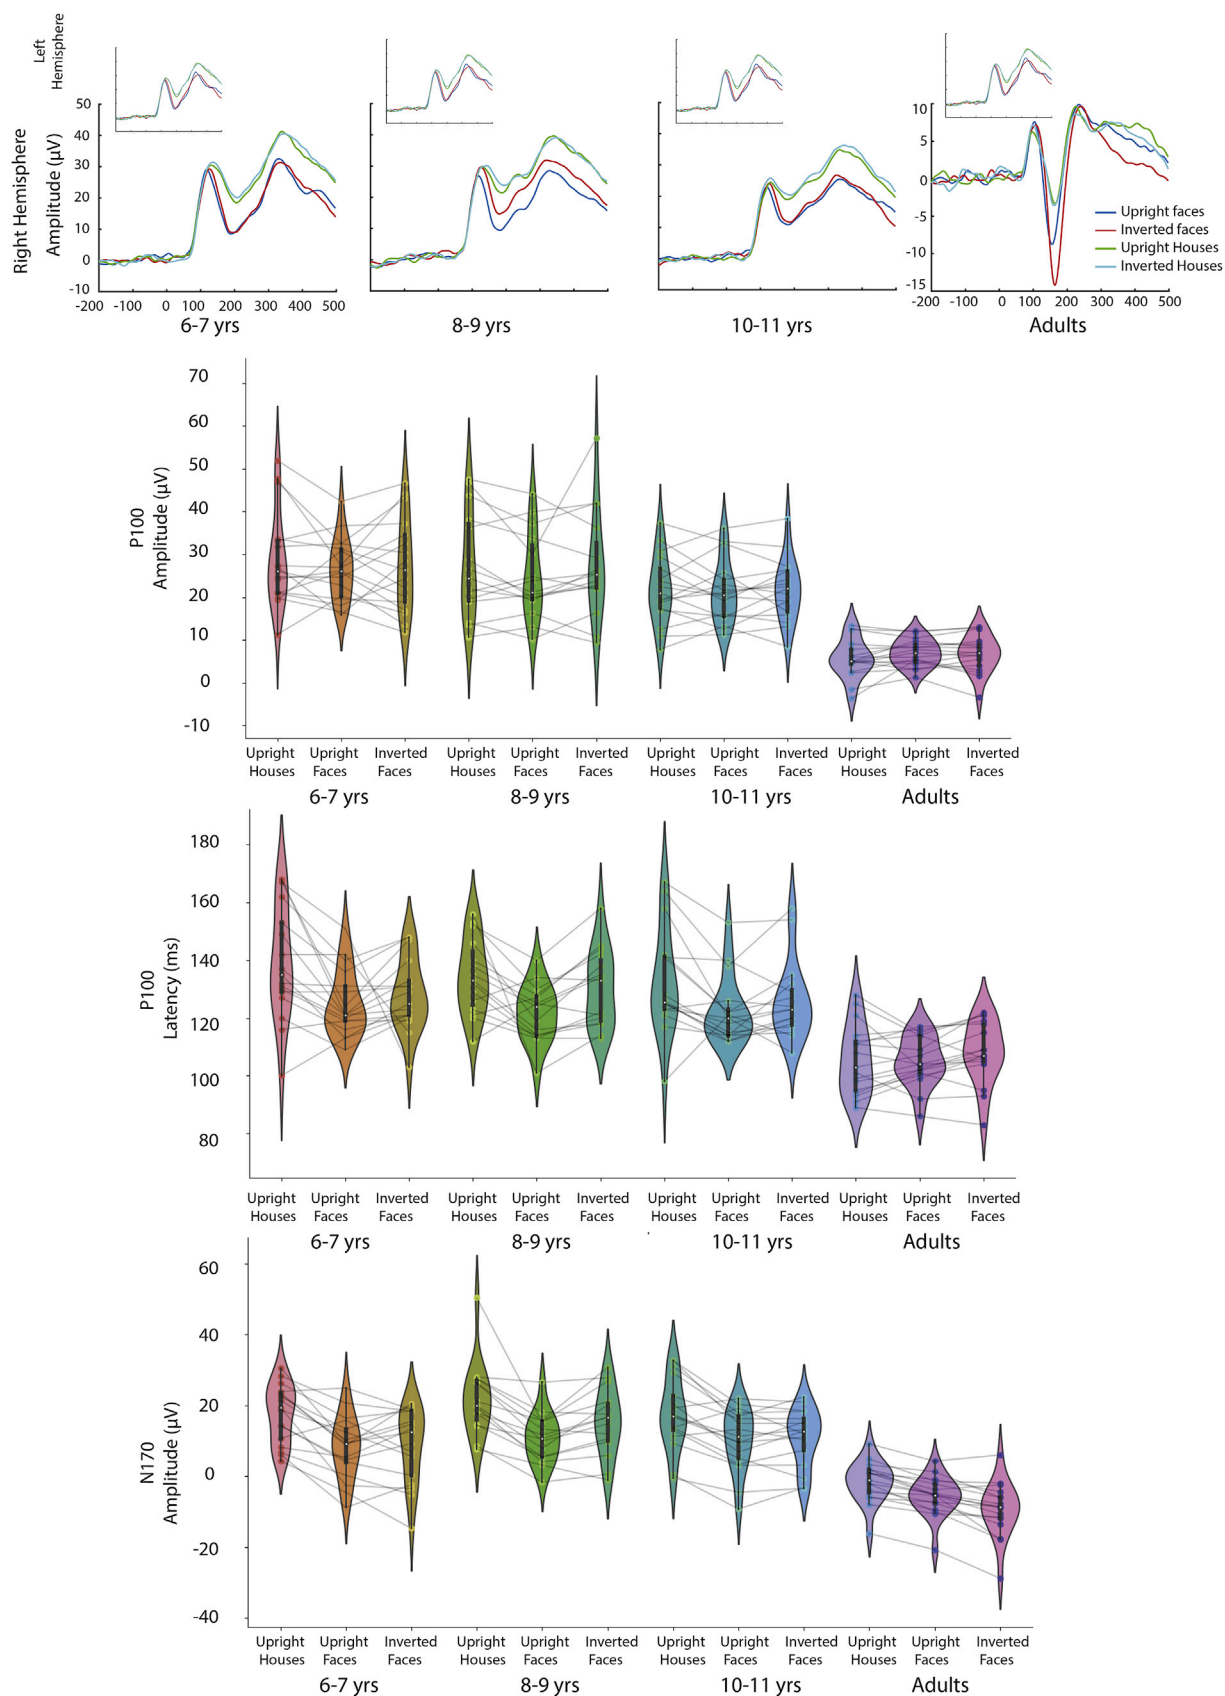 Left
Hemisphere
Right Hemisphere
Amplitude (µV)
50
40
30
20
10
0
-10
10
5
0
-5
-10
-15
Upright faces
Inverted faces
Upright Houses
Inverted Houses
-200 -100 0 100 200 300 400 500
-200 -100 0 100 200 300 400 500
6-7 yrs 8-9 yrs 10-11 yrs Adults
P100
Amplitude (µV)
70
60
50
40
30
20
10
0
-10
Upright Upright Inverted Upright Upright Inverted Upright Upright Inverted Upright Upright Inverted
Houses Faces Faces Houses Faces Faces Houses Faces Faces Houses Faces Faces
6-7 yrs 8-9 yrs 10-11 yrs Adults
P100
Latency (ms)
180
160
140
120
100
80
Upright Upright Inverted Upright Upright Inverted Upright Upright Inverted Upright Upright Inverted
Houses Faces Faces Houses Faces Faces Houses Faces Faces Houses Faces Faces
6-7 yrs 8-9 yrs 10-11 yrs Adults
N170
Amplitude (µV)
60
40
20
0
-20
-40
Upright Upright Inverted Upright Upright Inverted Upright Upright Inverted Upright Upright Inverted
Houses Faces Faces Houses Faces Faces Houses Faces Faces Houses Faces Faces
6-7 yrs 8-9 yrs 10-11 yrs Adults